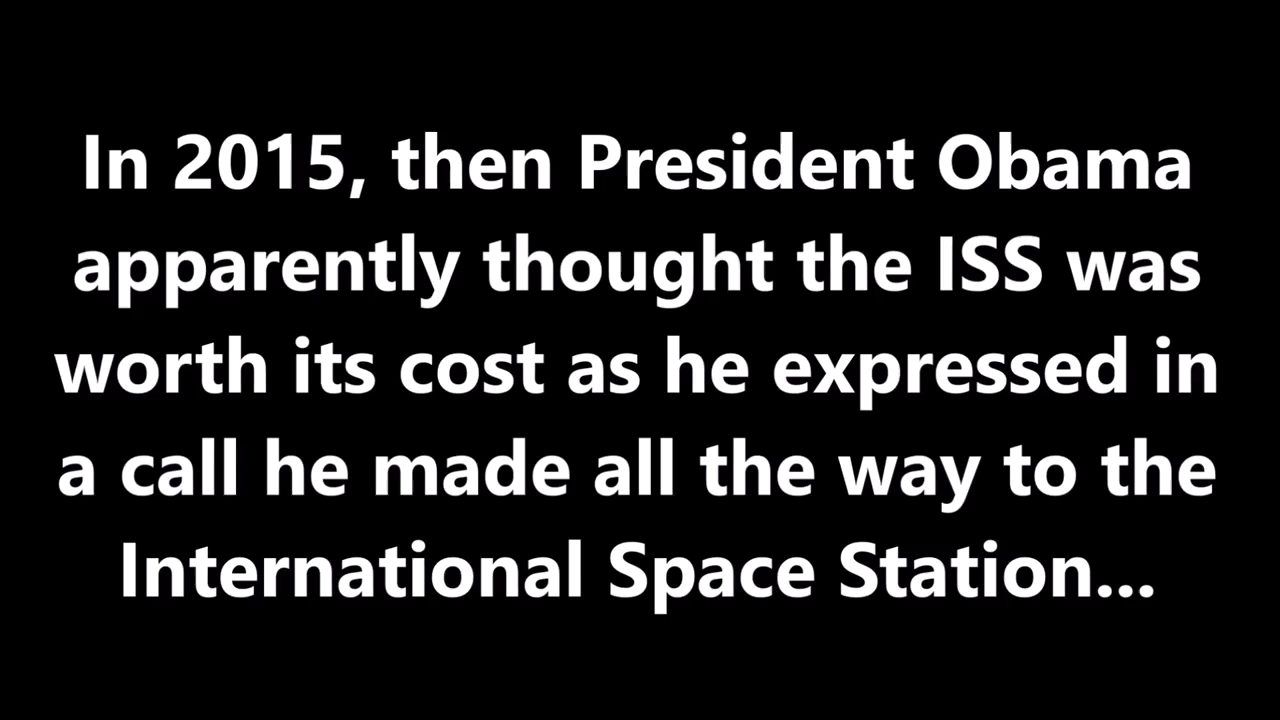 In 2015, then President Obama
apparently thought the ISS was
worth its cost as he expressed in
a call he made all the way to the
International Space Station...